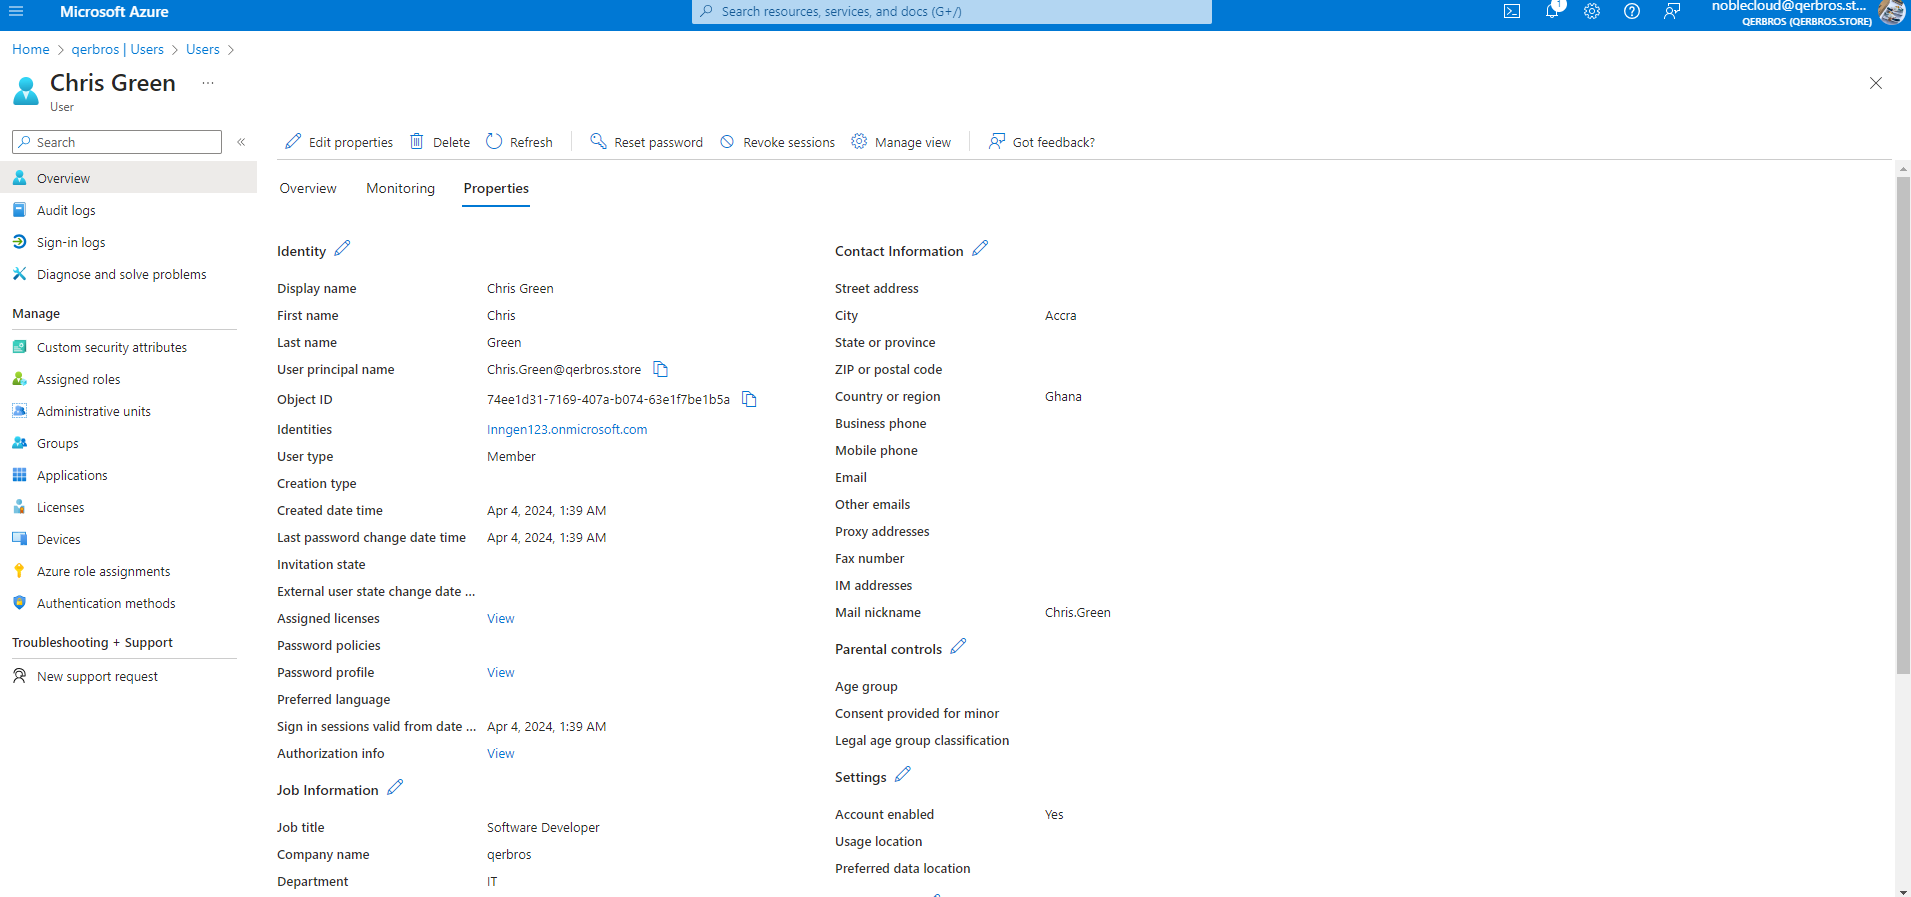 Microsoft Azure
Search resources, services, and docs (G+/)
1
noblecloud@qerbros.st...
QERBROS (QERBROS.STORE)
Home > qerbros | Users > Users >
Chris Green ...
User
Search «
Edit properties Delete Refresh Reset password Revoke sessions Manage view Got feedback?
Overview
Audit logs
Sign-in logs
Diagnose and solve problems
Manage
Custom security attributes
Assigned roles
Administrative units
Groups
Applications
Licenses
Devices
Azure role assignments
Authentication methods
Troubleshooting + Support
New support request
Overview Monitoring Properties
Identity
Display name Chris Green
First name Chris
Last name Green
User principal name Chris.Green@qerbros.store
Object ID 74ee1d31-7169-407a-b074-63e1f7be1b5a
Identities Inngen123.onmicrosoft.com
User type Member
Creation type
Created date time Apr 4, 2024, 1:39 AM
Last password change date time Apr 4, 2024, 1:39 AM
Invitation state
External user state change date ...
Assigned licenses View
Password policies
Password profile View
Preferred language
Sign in sessions valid from date ... Apr 4, 2024, 1:39 AM
Authorization info View
Job Information
Job title Software Developer
Company name qerbros
Department IT
Contact Information
Street address
City Accra
State or province
ZIP or postal code
Country or region Ghana
Business phone
Mobile phone
Email
Other emails
Proxy addresses
Fax number
IM addresses
Mail nickname Chris.Green
Parental controls
Age group
Consent provided for minor
Legal age group classification
Settings
Account enabled Yes
Usage location
Preferred data location